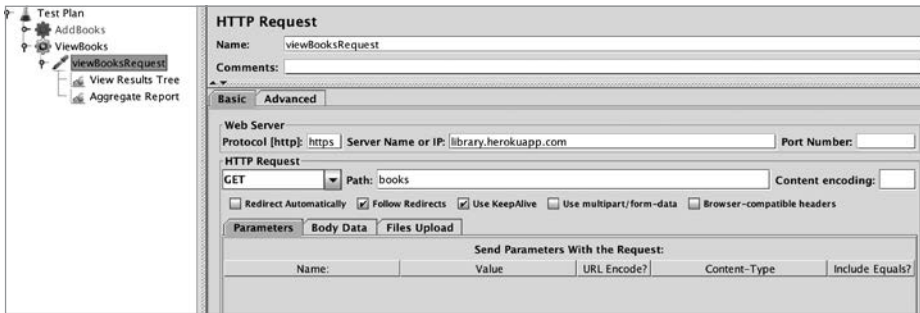 Test Plan
AddBooks
ViewBooks
viewBooksRequest
View Results Tree
Aggregate Report
HTTP Request
Name: viewBooksRequest
Comments:
Basic Advanced
Web Server
Protocol [http]: https Server Name or IP: library.herokuapp.com Port Number:
HTTP Request
GET Path: books Content encoding:
Redirect Automatically Follow Redirects Use KeepAlive Use multipart/form-data Browser-compatible headers
Parameters Body Data Files Upload
Send Parameters With the Request:
Name: Value URL Encode? Content-Type Include Equals?